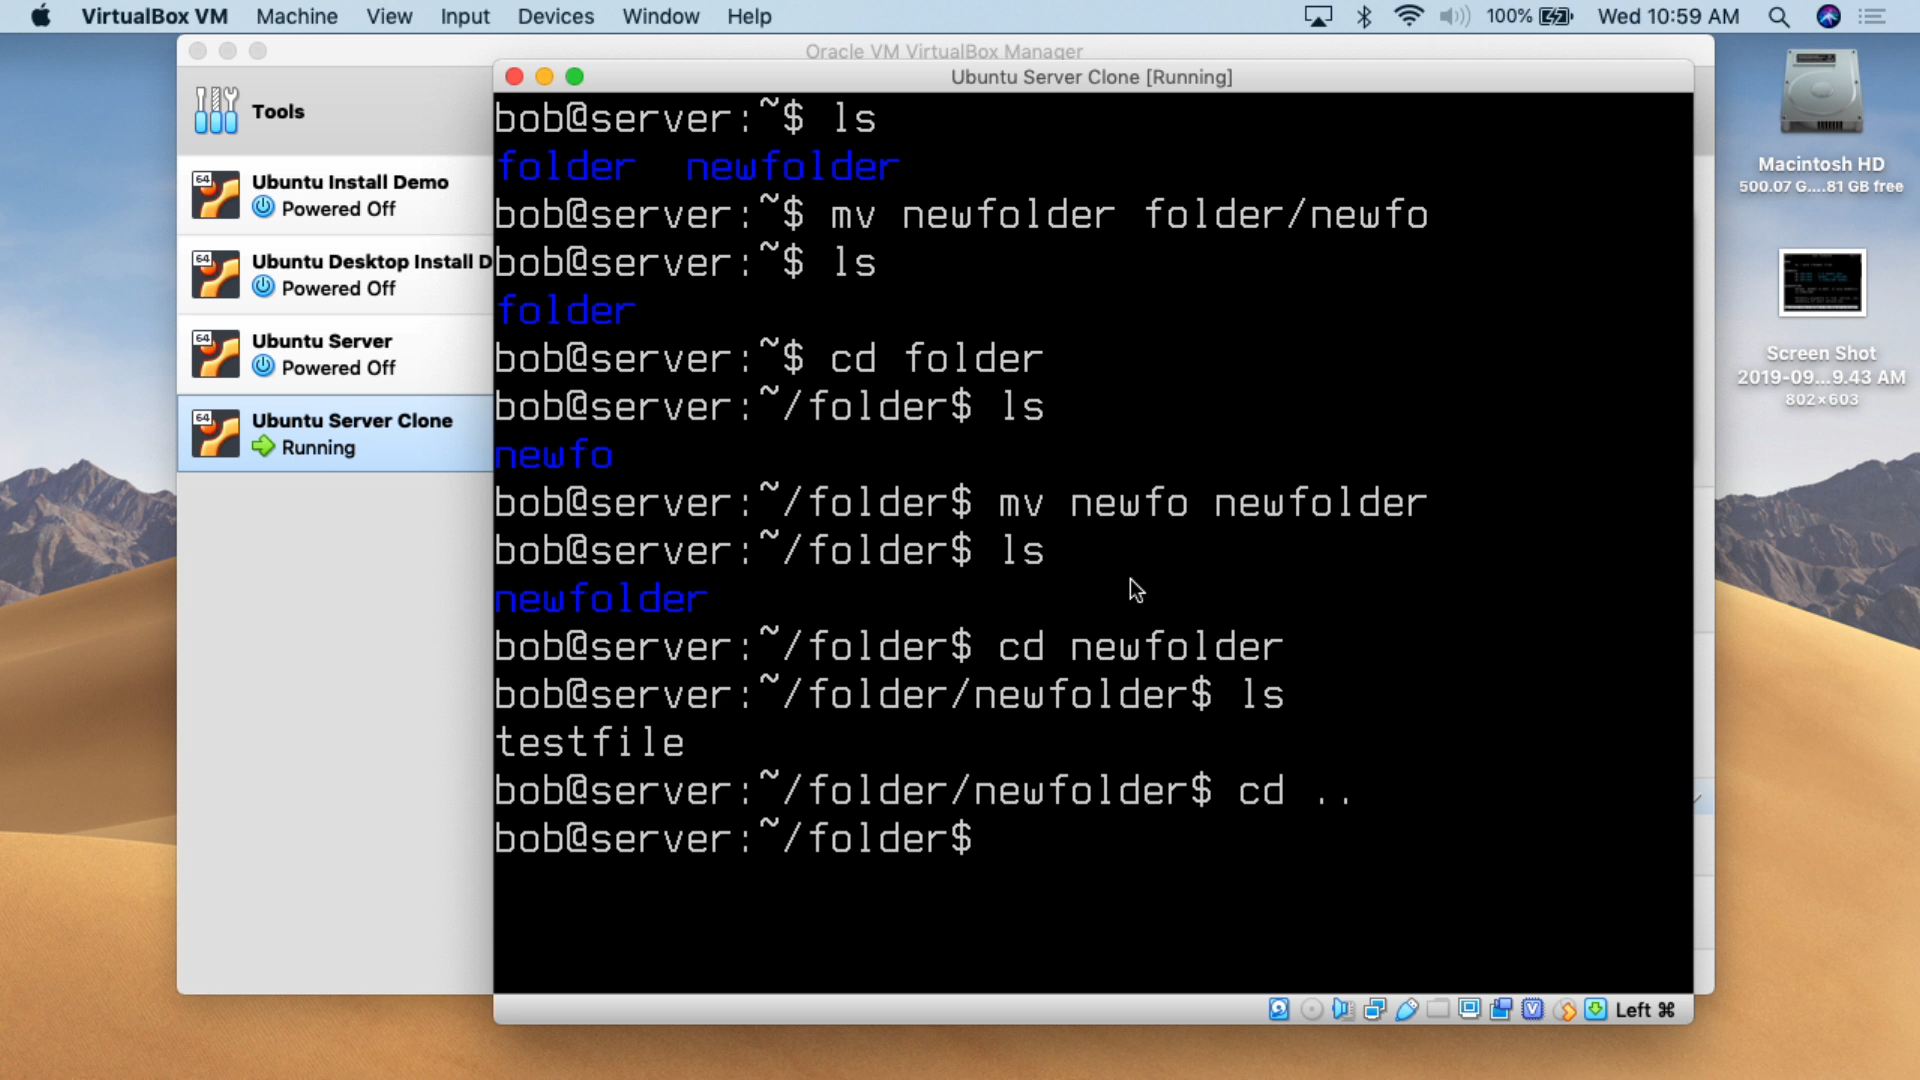 VirtualBox VM Machine View Input Devices Window Help 100% Wed 10:59 AM
Oracle VM VirtualBox Manager
Tools
64 Ubuntu Install Demo
Powered Off
64 Ubuntu Desktop Install D
Powered Off
64 Ubuntu Server
Powered Off
64 Ubuntu Server Clone
Running
Ubuntu Server Clone [Running]
bob@server:~$ ls
folder newfolder
bob@server:~$ mv newfolder folder/newfo
bob@server:~$ ls
folder
bob@server:~$ cd folder
bob@server:~/folder$ ls
newfo
bob@server:~/folder$ mv newfo newfolder
bob@server:~/folder$ ls
newfolder
bob@server:~/folder$ cd newfolder
bob@server:~/folder/newfolder$ ls
testfile
bob@server:~/folder/newfolder$ cd ..
bob@server:~/folder$
Left ⌘
Macintosh HD
500.07 G....81 GB free
Screen Shot
2019-09...9.43 AM
802×603